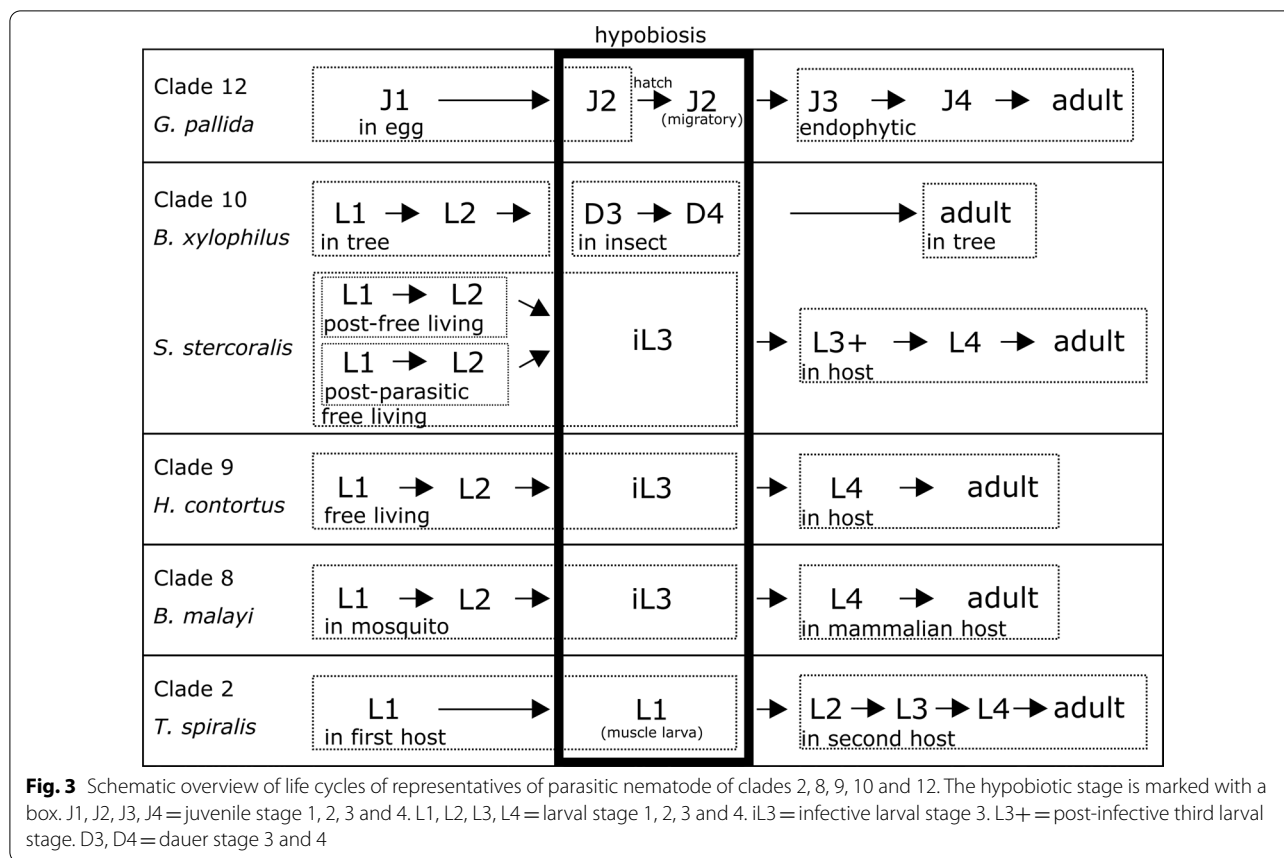 hypobiosis
Clade 12
G. pallida
J1
in egg
J2
hatch
J2
(migratory)
J3 J4 adult
endophytic
Clade 10
B. xylophilus
L1 L2
in tree
D3 D4
in insect
adult
in tree
S. stercoralis
L1 L2
post-free living
L1 L2
post-parasitic
free living
iL3
L3+ L4 adult
in host
Clade 9
H. contortus
L1 L2
free living
iL3
L4 adult
in host
Clade 8
B. malayi
L1 L2
in mosquito
iL3
L4 adult
in mammalian host
Clade 2
T. spiralis
L1
in first host
L1
(muscle larva)
L2 L3 L4 adult
in second host
Fig. 3 Schematic overview of life cycles of representatives of parasitic nematode of clades 2, 8, 9, 10 and 12. The hypobiotic stage is marked with a
box. J1, J2, J3, J4 = juvenile stage 1, 2, 3 and 4. L1, L2, L3, L4 = larval stage 1, 2, 3 and 4. iL3 = infective larval stage 3. L3+ = post-infective third larval
stage. D3, D4 = dauer stage 3 and 4